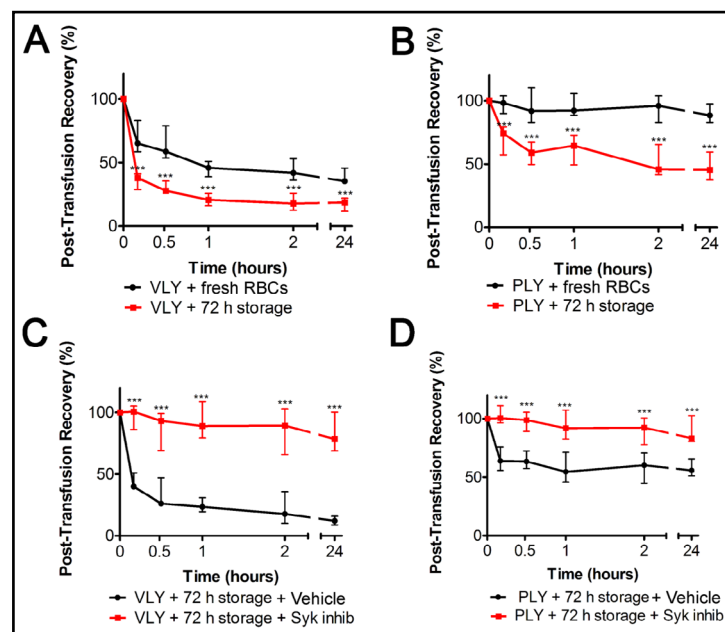 A
Post-Transfusion Recovery (%)
100
50
0
*** *** *** *** ***
0 0.5 1 2 24
Time (hours)
VLY + fresh RBCs
VLY + 72 h storage
B
Post-Transfusion Recovery (%)
100
50
0
*** *** *** *** ***
0 0.5 1 2 24
Time (hours)
PLY + fresh RBCs
PLY + 72 h storage
C
Post-Transfusion Recovery (%)
100
50
0
*** *** *** *** ***
0 0.5 1 2 24
Time (hours)
VLY + 72 h storage + Vehicle
VLY + 72 h storage + Syk inhib
D
Post-Transfusion Recovery (%)
100
50
0
*** *** *** *** ***
0 0.5 1 2 24
Time (hours)
PLY + 72 h storage + Vehicle
PLY + 72 h storage + Syk inhib